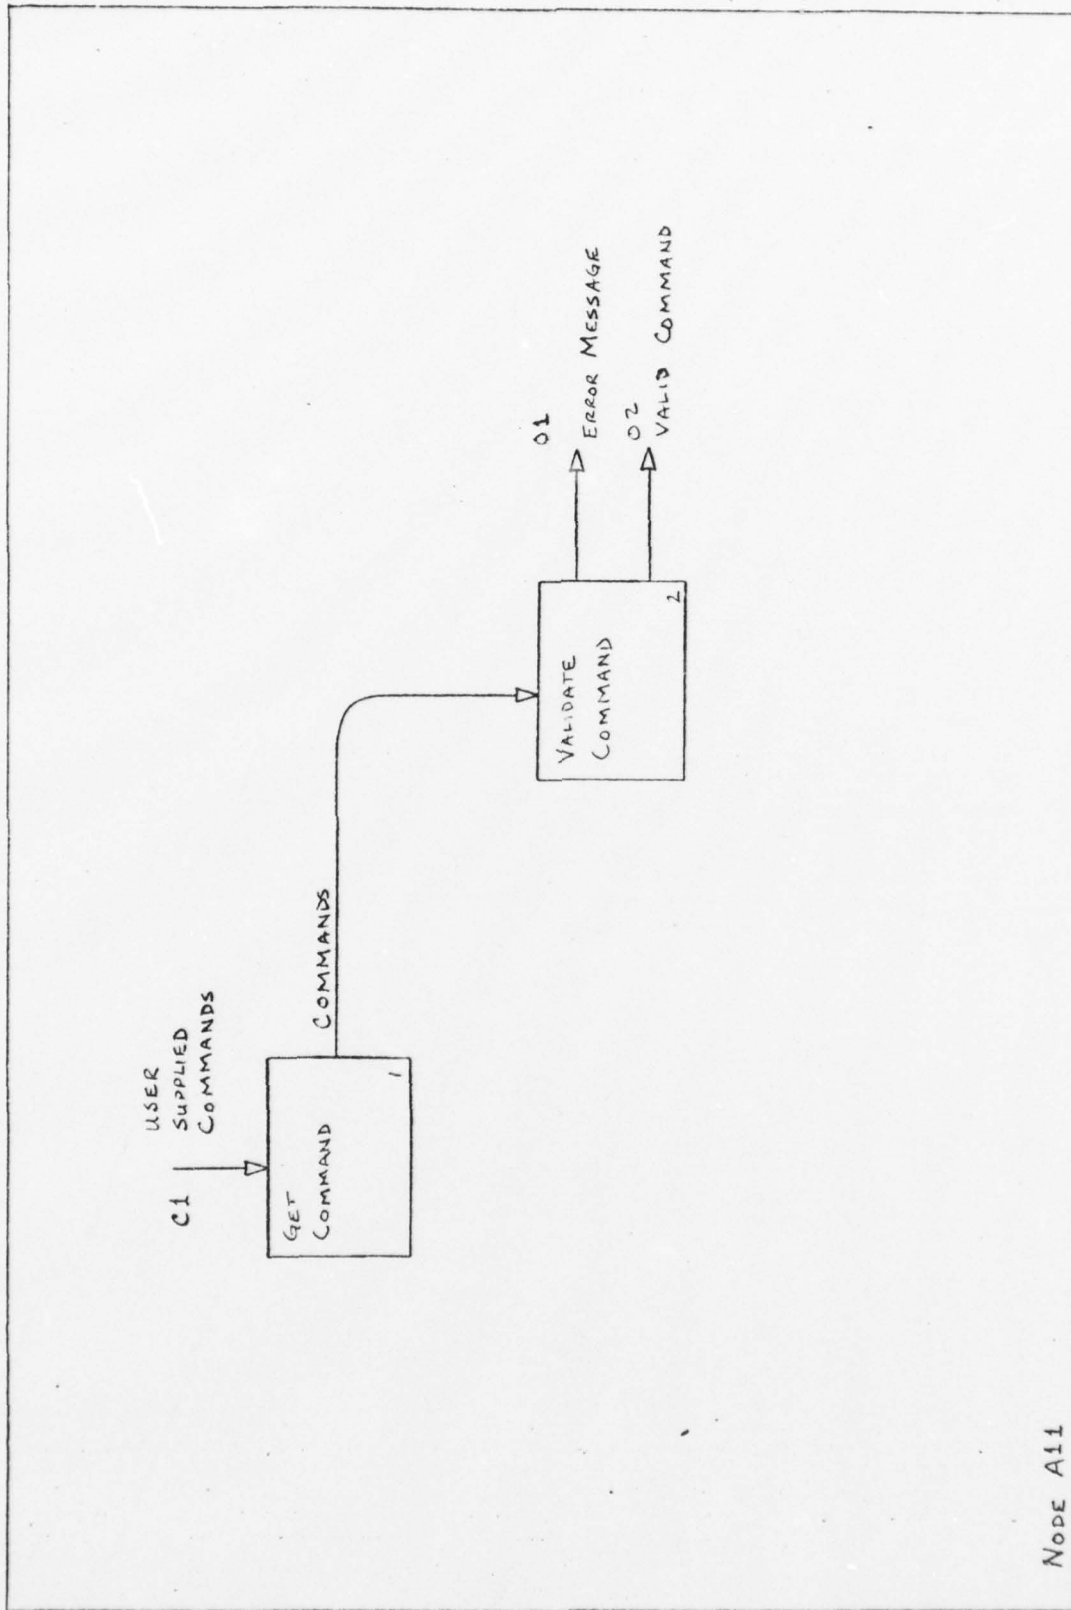 USER
SUPPLIED
COMMANDS
C1
GET
COMMAND
1
COMMANDS
VALIDATE
COMMAND
2
O1
ERROR MESSAGE
O2
VALID COMMAND
NODE A11